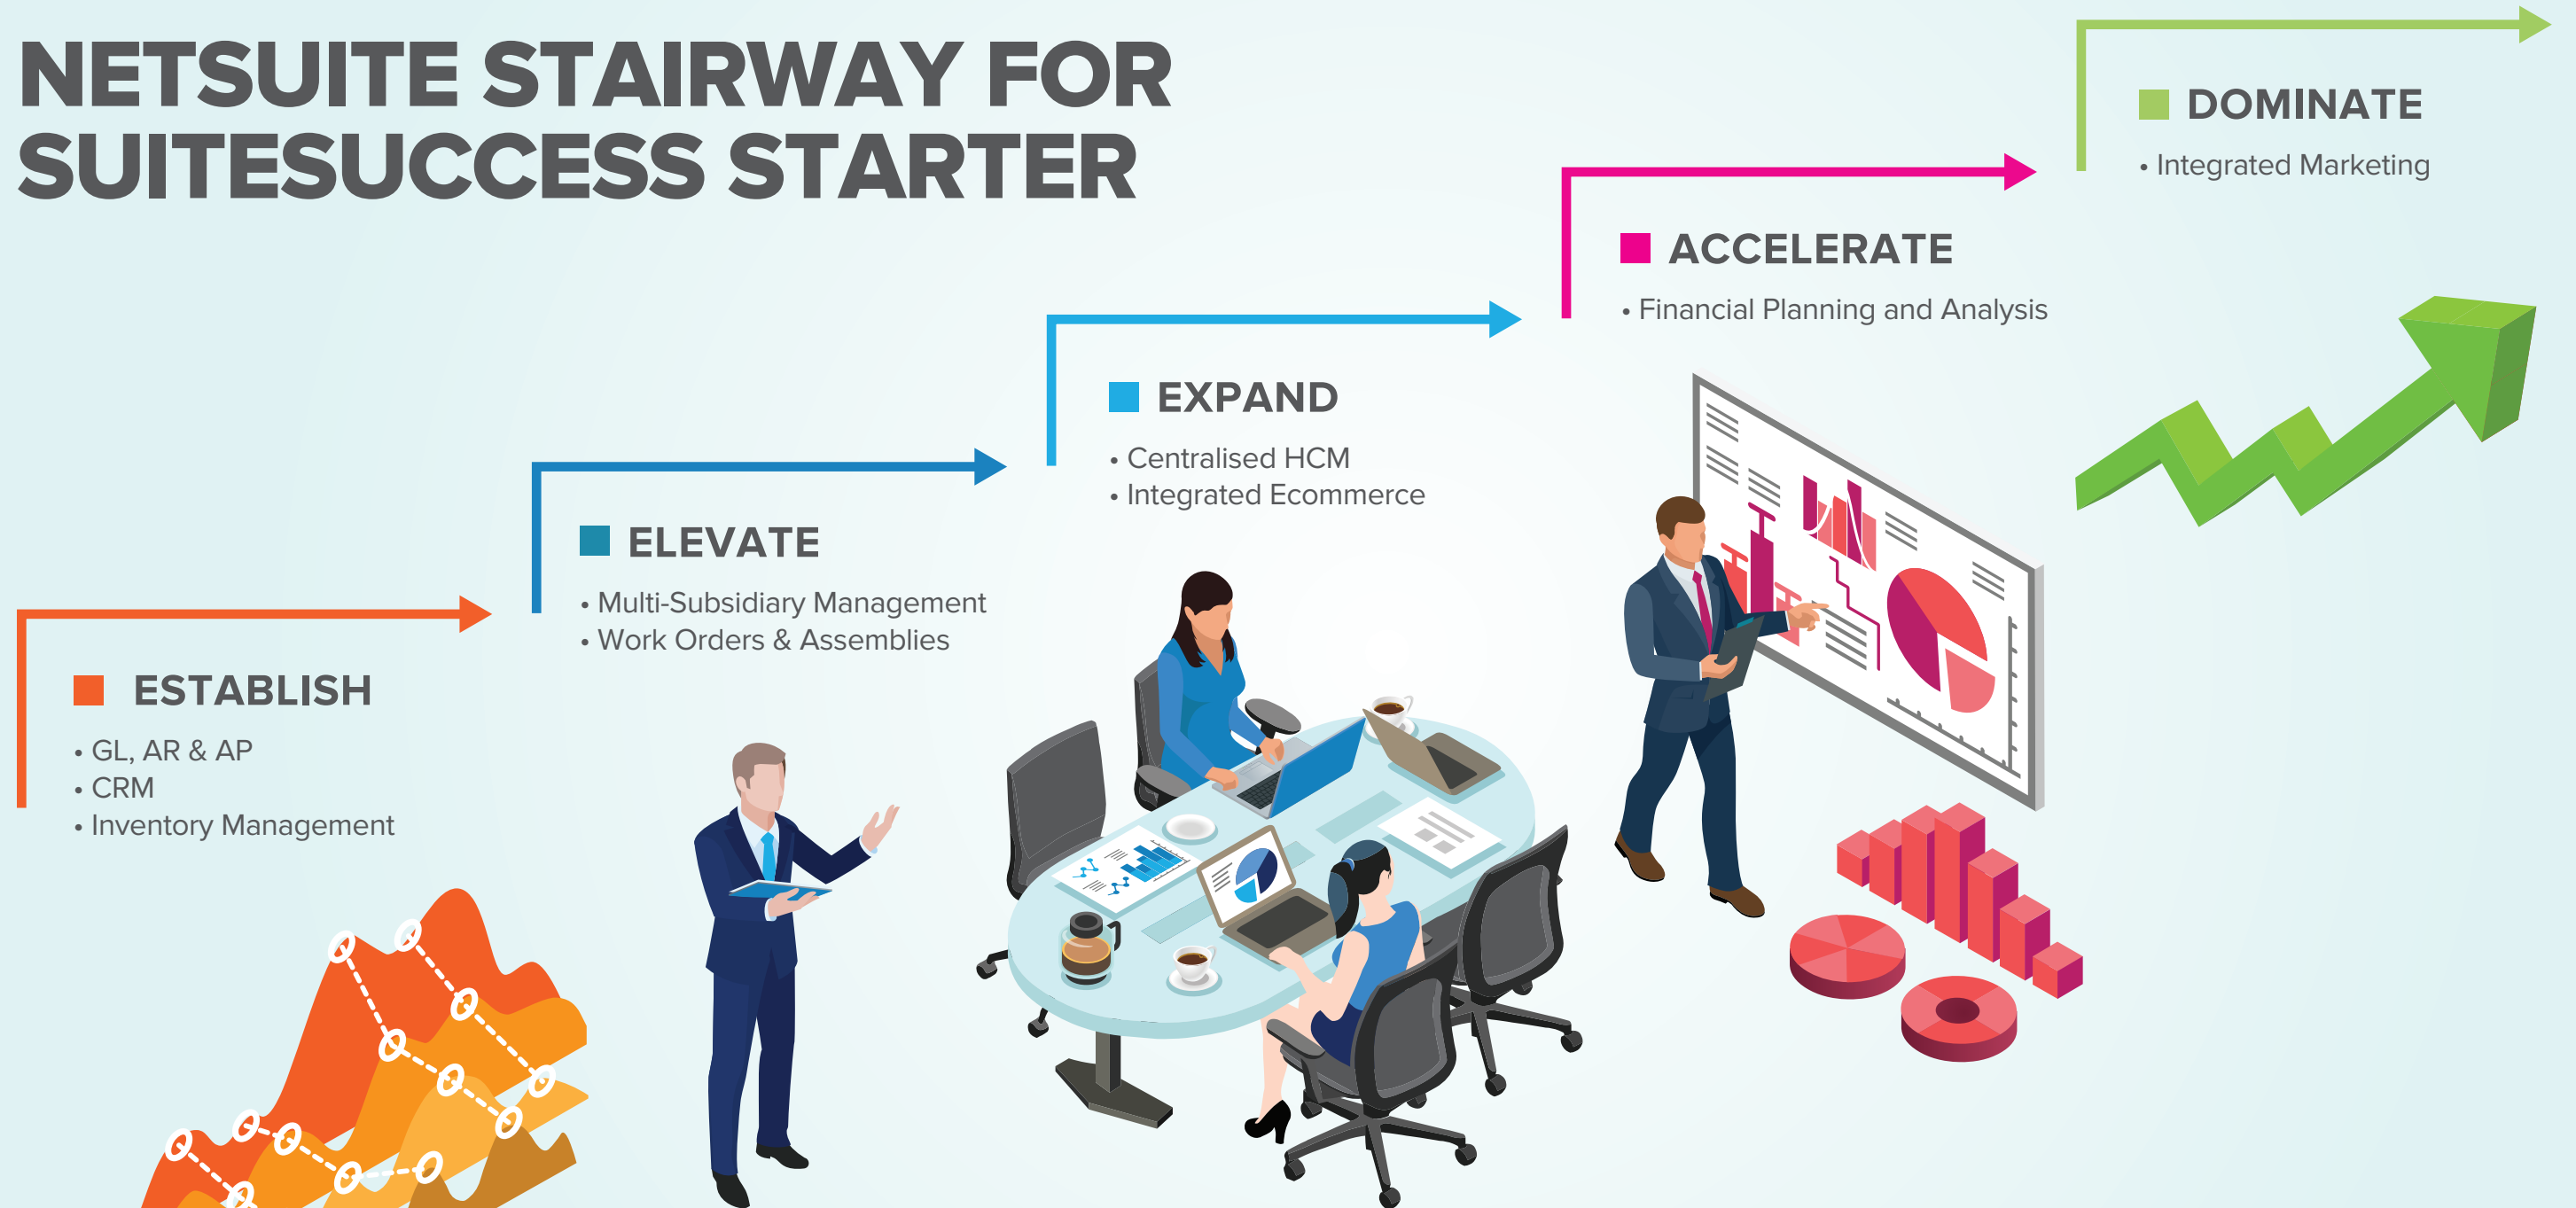 NETSUITE STAIRWAY FOR
SUITESUCCESS STARTER
ESTABLISH
• GL, AR & AP
• CRM
• Inventory Management
ELEVATE
• Multi-Subsidiary Management
• Work Orders & Assemblies
EXPAND
• Centralised HCM
• Integrated Ecommerce
ACCELERATE
• Financial Planning and Analysis
DOMINATE
• Integrated Marketing